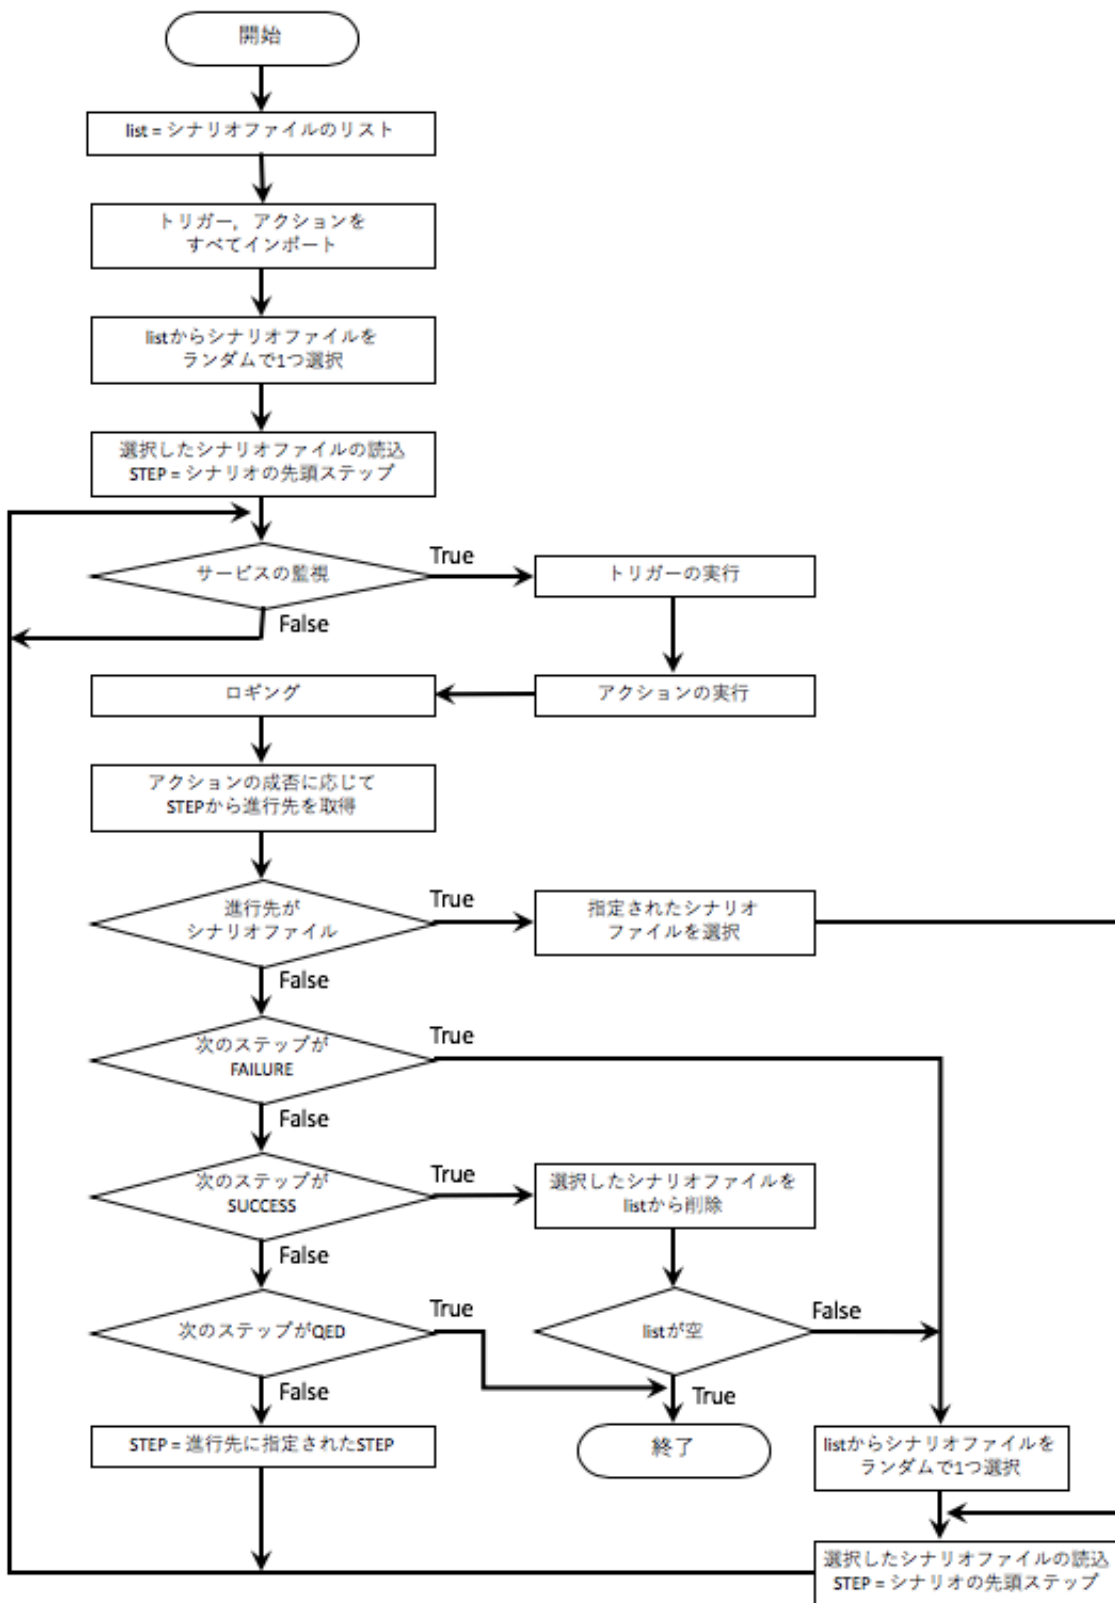 開始
list = シナリオファイルのリスト
トリガー，アクションを
すべてインポート
listからシナリオファイルを
ランダムで1つ選択
選択したシナリオファイルの読込
STEP = シナリオの先頭ステップ
サービスの監視
True
トリガーの実行
False
ロギング
アクションの実行
アクションの成否に応じて
STEPから進行先を取得
進行先が
シナリオファイル
True
指定されたシナリオ
ファイルを選択
False
次のステップが
FAILURE
True
False
次のステップが
SUCCESS
True
選択したシナリオファイルを
listから削除
False
次のステップがQED
True
listが空
False
False
True
STEP = 進行先に指定されたSTEP
終了
listからシナリオファイルを
ランダムで1つ選択
選択したシナリオファイルの読込
STEP = シナリオの先頭ステップ